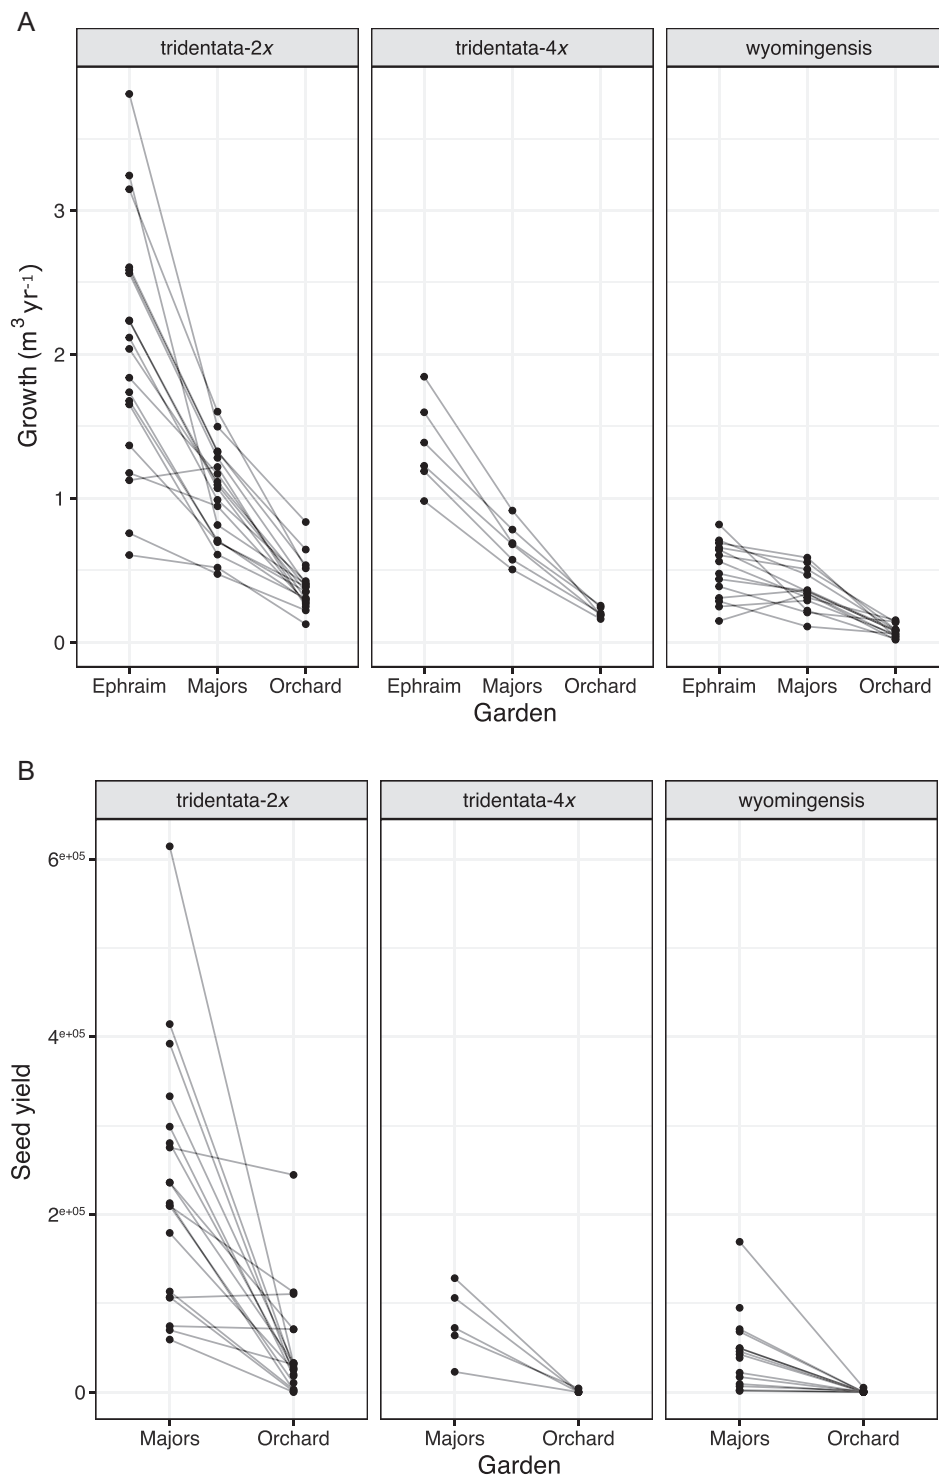 A
tridentata-2x tridentata-4x wyomingensis
Growth (m³ yr⁻¹)
3
2
1
0
Ephraim Majors Orchard Ephraim Majors Orchard Ephraim Majors Orchard
Garden
B
tridentata-2x tridentata-4x wyomingensis
Seed yield
6e+05
4e+05
2e+05
0
Majors Orchard Majors Orchard Majors Orchard
Garden